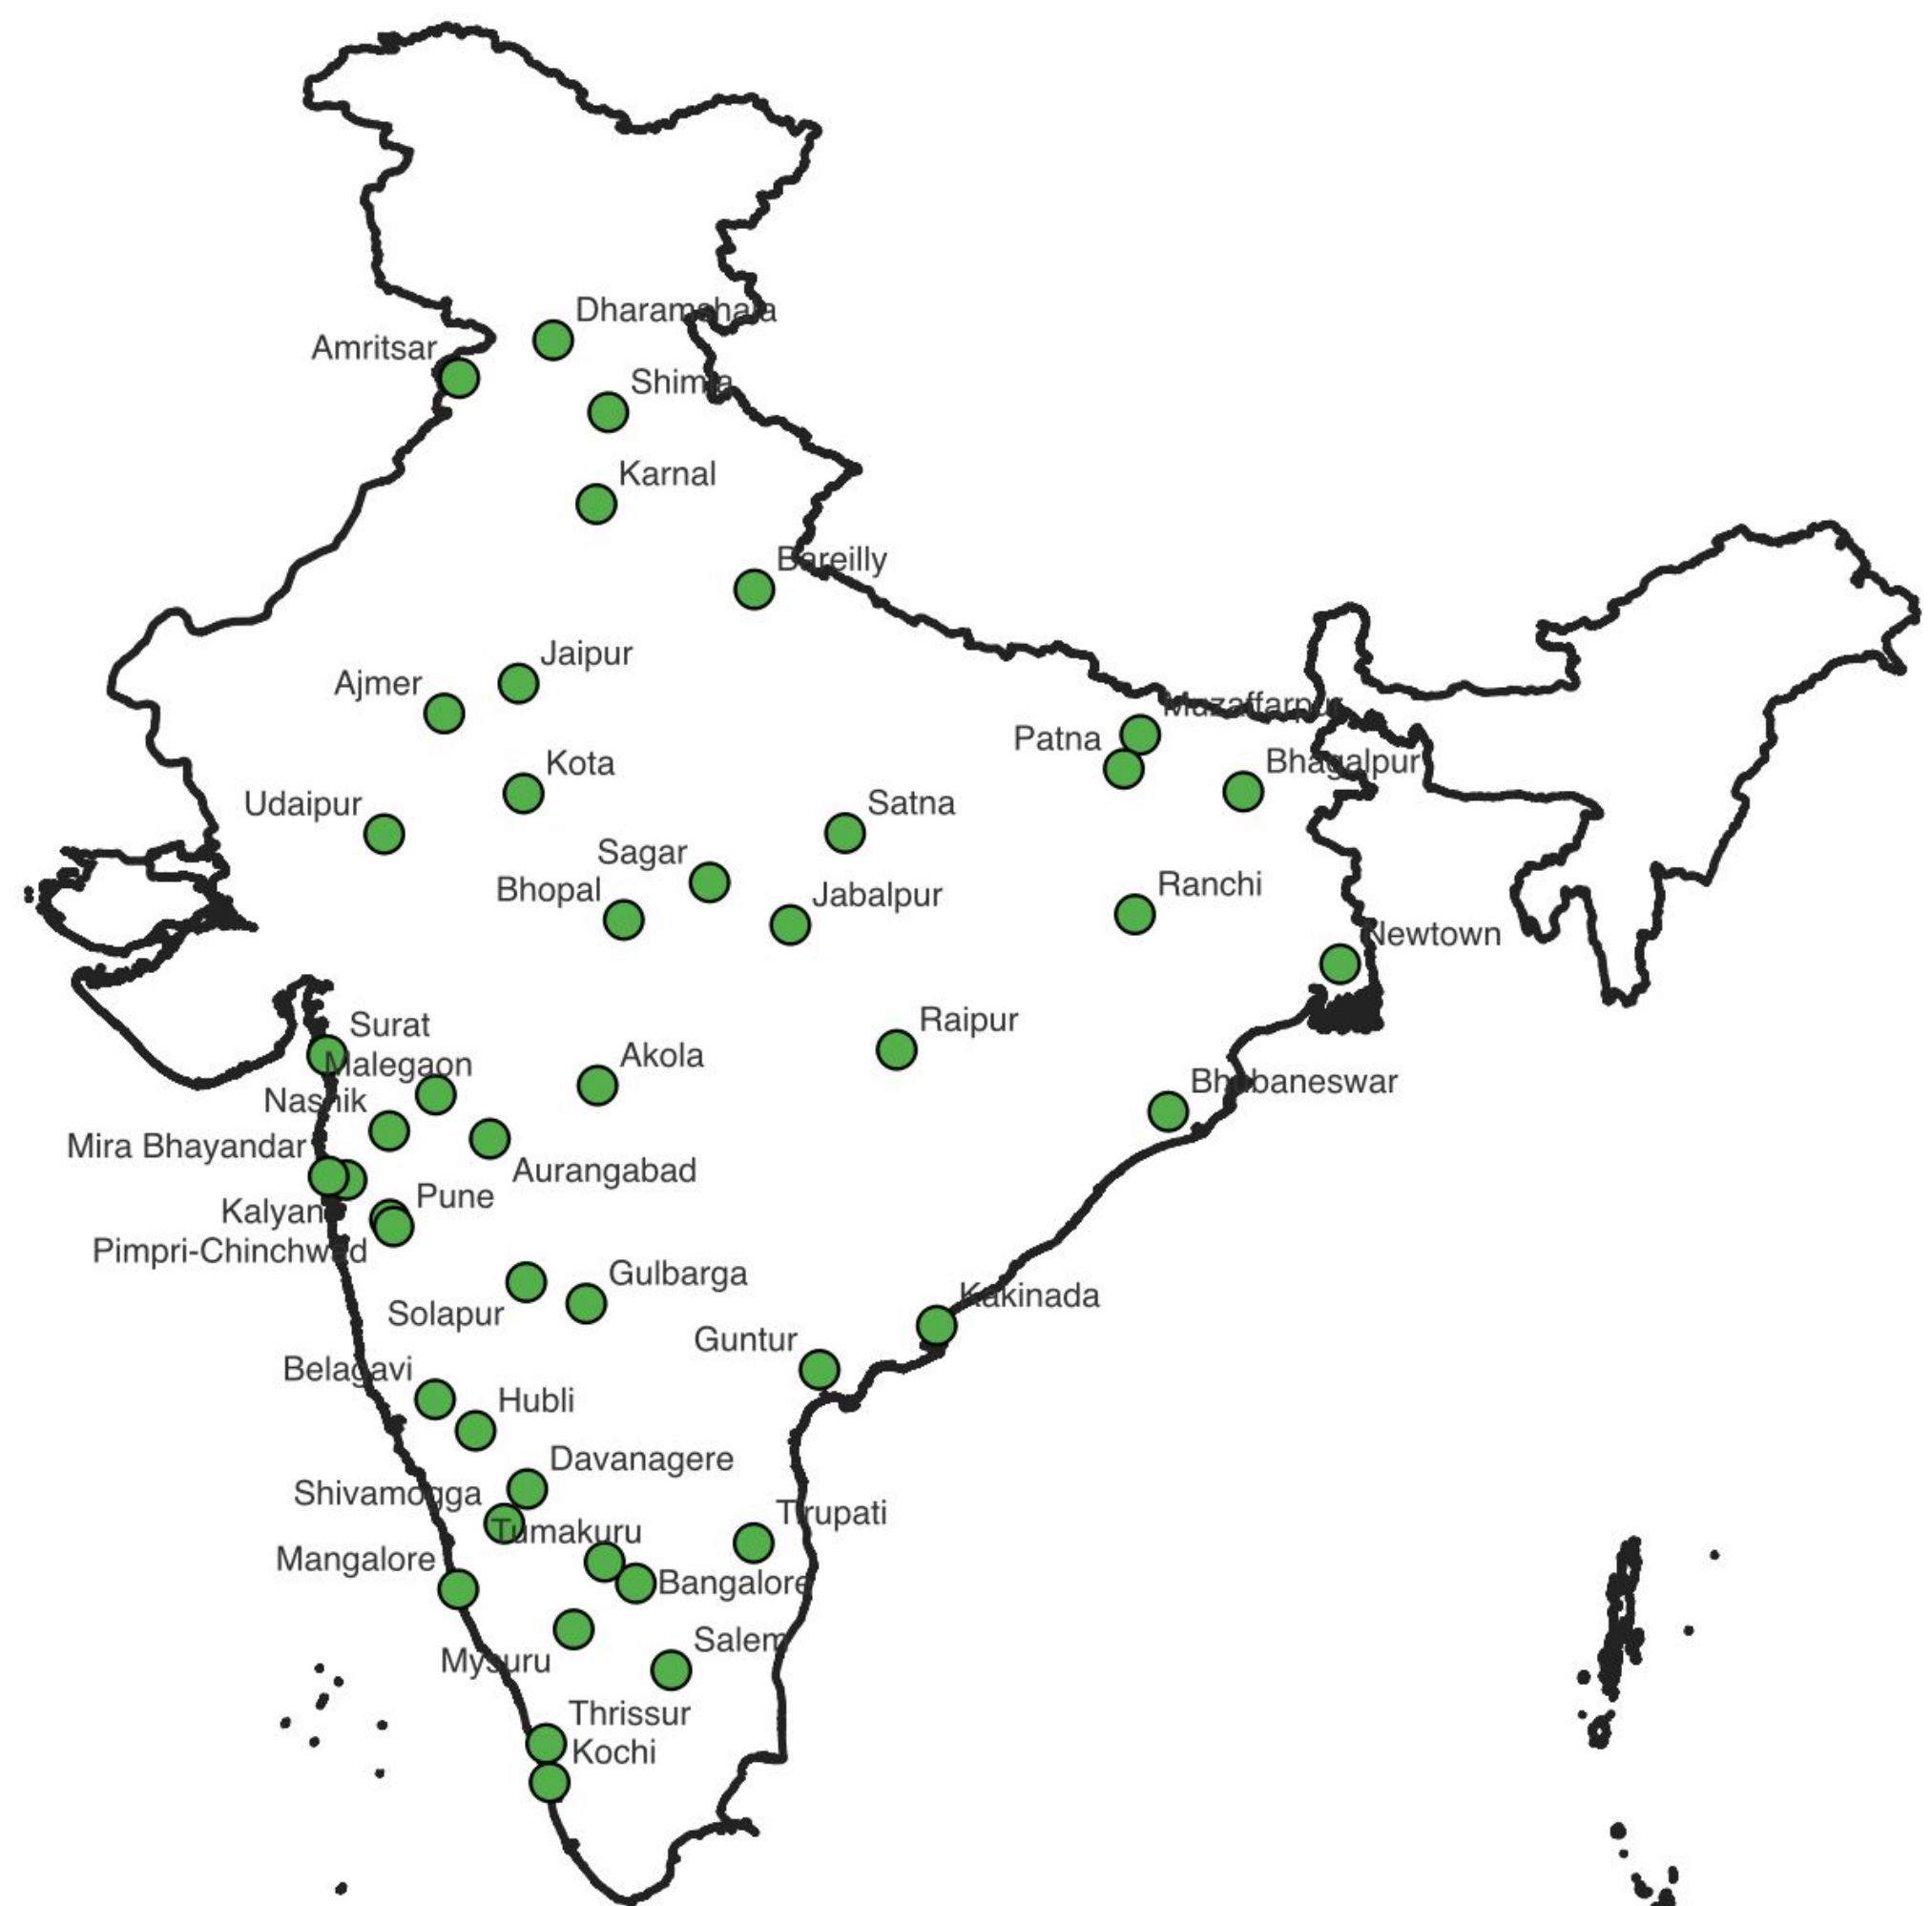 Dharamshala
Amritsar
Shimla
Karnal
Bareilly
Jaipur
Ajmer
Muzaffarpur
Patna
Kota
Bhagalpur
Udaipur
Satna
Sagar
Bhopal
Jabalpur
Ranchi
Newtown
Surat
Raipur
Malegaon
Akola
Nashik
Bhubaneswar
Mira Bhayandar
Aurangabad
Pune
Kalyan
Pimpri-Chinchwad
Gulbarga
Solapur
Kakinada
Guntur
Belagavi
Hubli
Davanagere
Shivamogga
Tirupati
Tumakuru
Mangalore
Bangalore
Salem
Mysuru
Thrissur
Kochi